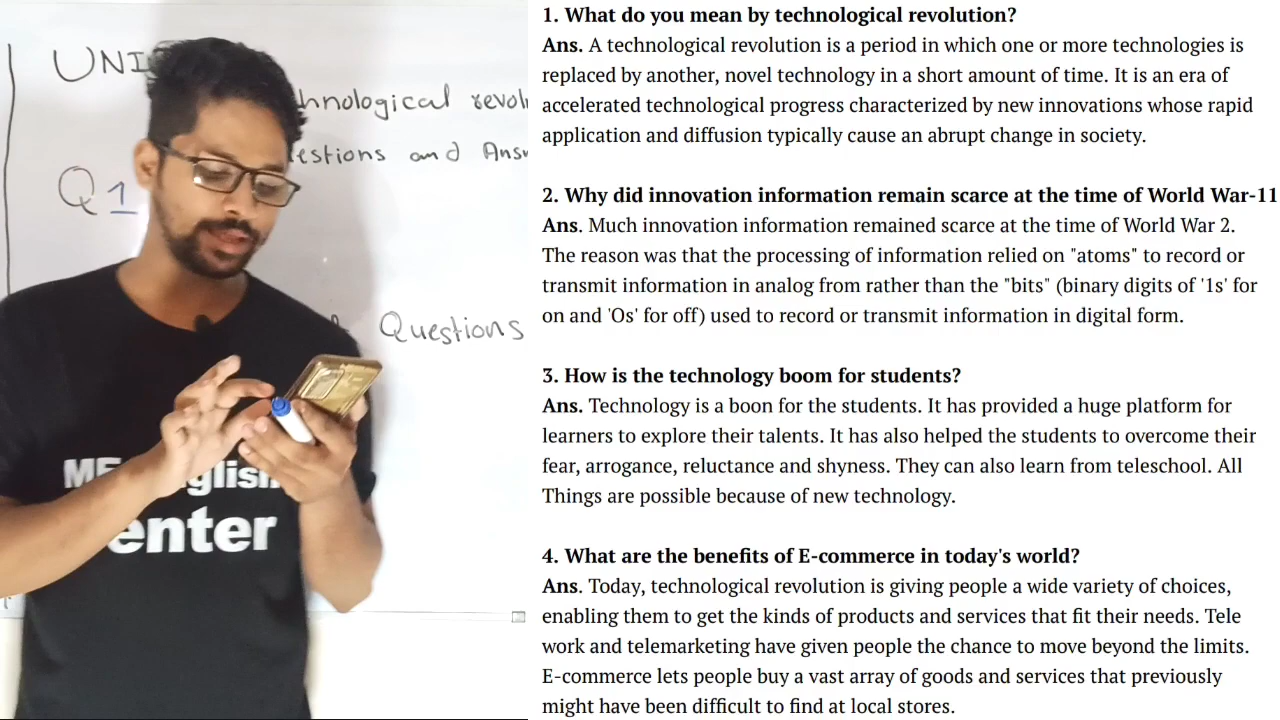 UNI
hnological revolu
estions and Answ
Q1
Questions
glish
enter
1. What do you mean by technological revolution?
Ans. A technological revolution is a period in which one or more technologies is
replaced by another, novel technology in a short amount of time. It is an era of
accelerated technological progress characterized by new innovations whose rapid
application and diffusion typically cause an abrupt change in society.
2. Why did innovation information remain scarce at the time of World War-11
Ans. Much innovation information remained scarce at the time of World War 2.
The reason was that the processing of information relied on "atoms" to record or
transmit information in analog from rather than the "bits" (binary digits of '1s' for
on and 'Os' for off) used to record or transmit information in digital form.
3. How is the technology boom for students?
Ans. Technology is a boon for the students. It has provided a huge platform for
learners to explore their talents. It has also helped the students to overcome their
fear, arrogance, reluctance and shyness. They can also learn from teleschool. All
Things are possible because of new technology.
4. What are the benefits of E-commerce in today's world?
Ans. Today, technological revolution is giving people a wide variety of choices,
enabling them to get the kinds of products and services that fit their needs. Tele
work and telemarketing have given people the chance to move beyond the limits.
E-commerce lets people buy a vast array of goods and services that previously
might have been difficult to find at local stores.